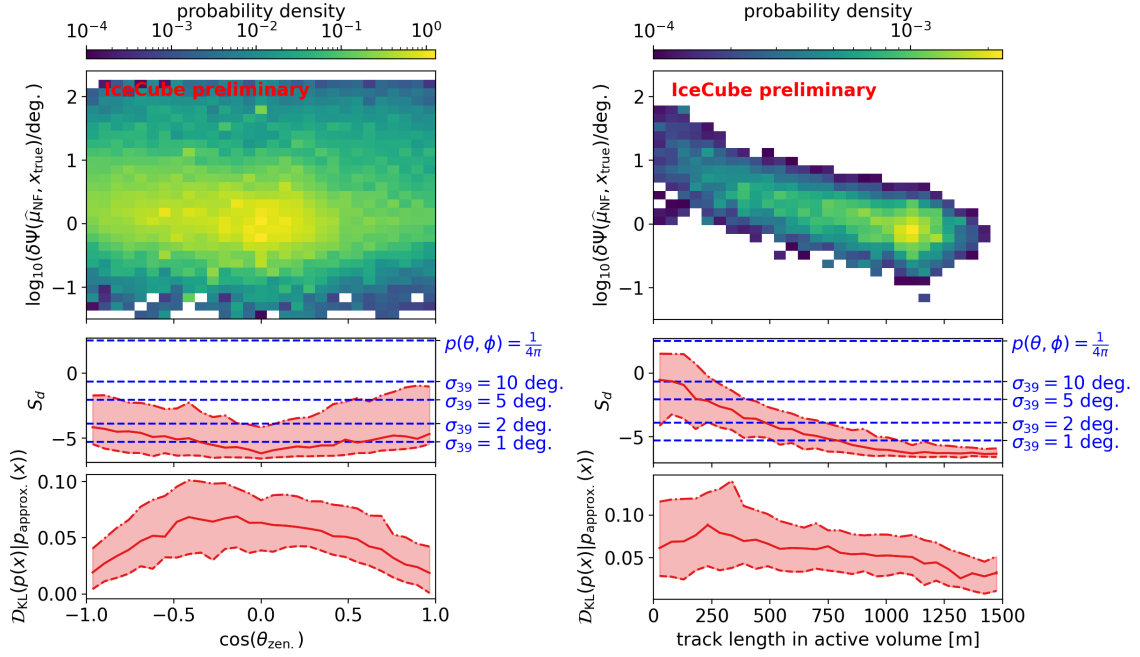 probability density
10⁻⁴ 10⁻³ 10⁻² 10⁻¹ 10⁰
IceCube preliminary
log₁₀(δΨ(μ̂_NF, x_true)/deg.)
2
1
0
−1
p(θ, ϕ) = 1/4π
σ₃₉ = 10 deg.
σ₃₉ = 5 deg.
σ₃₉ = 2 deg.
σ₃₉ = 1 deg.
S_d
0
−5
D_KL(p(x)|p_approx.(x))
0.10
0.05
0.00
−1.0 −0.5 0.0 0.5 1.0
cos(θ_zen.)
probability density
10⁻⁴ 10⁻³
IceCube preliminary
log₁₀(δΨ(μ̂_NF, x_true)/deg.)
2
1
0
−1
p(θ, ϕ) = 1/4π
σ₃₉ = 10 deg.
σ₃₉ = 5 deg.
σ₃₉ = 2 deg.
σ₃₉ = 1 deg.
S_d
0
−5
D_KL(p(x)|p_approx.(x))
0.10
0.05
0 250 500 750 1000 1250 1500
track length in active volume [m]